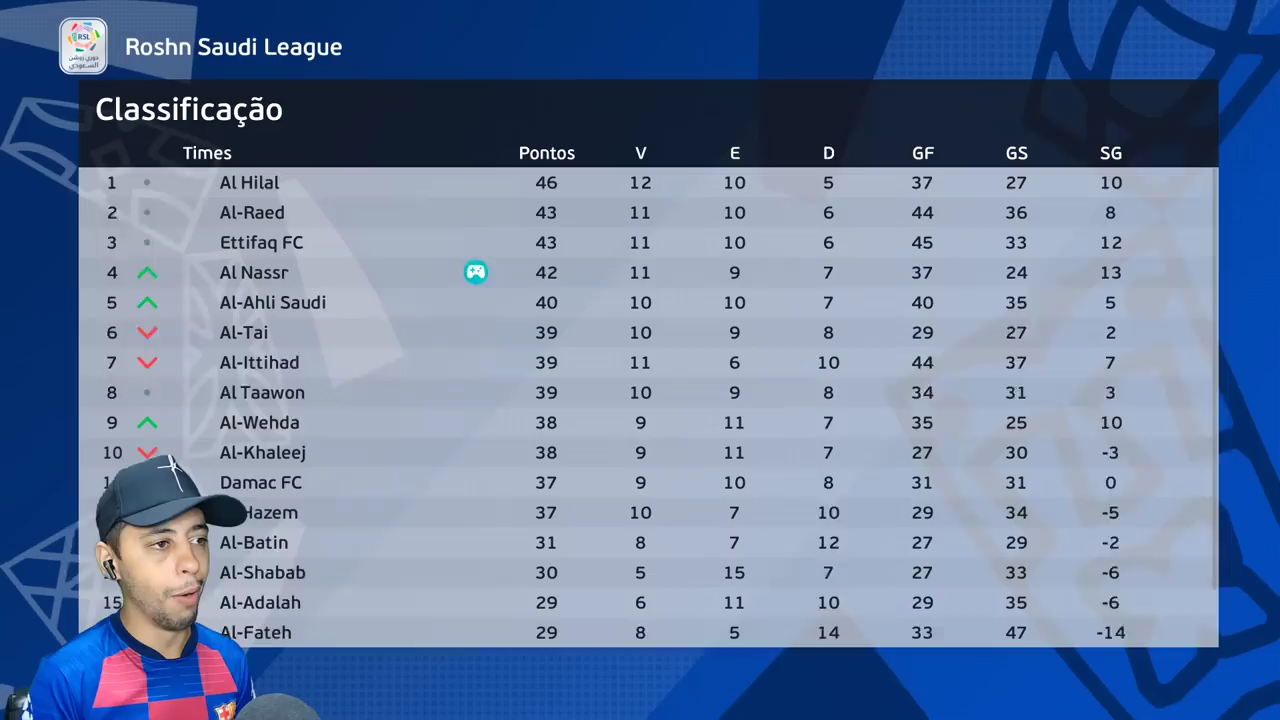 RSL
دوري روشن
السعودي
Roshn Saudi League
Classificação
Times Pontos V E D GF GS SG
1 Al Hilal 46 12 10 5 37 27 10
2 Al-Raed 43 11 10 6 44 36 8
3 Ettifaq FC 43 11 10 6 45 33 12
4 Al Nassr 42 11 9 7 37 24 13
5 Al-Ahli Saudi 40 10 10 7 40 35 5
6 Al-Tai 39 10 9 8 29 27 2
7 Al-Ittihad 39 11 6 10 44 37 7
8 Al Taawon 39 10 9 8 34 31 3
9 Al-Wehda 38 9 11 7 35 25 10
10 Al-Khaleej 38 9 11 7 27 30 -3
Damac FC 37 9 10 8 31 31 0
Hazem 37 10 7 10 29 34 -5
Al-Batin 31 8 7 12 27 29 -2
Al-Shabab 30 5 15 7 27 33 -6
15 Al-Adalah 29 6 11 10 29 35 -6
Al-Fateh 29 8 5 14 33 47 -14